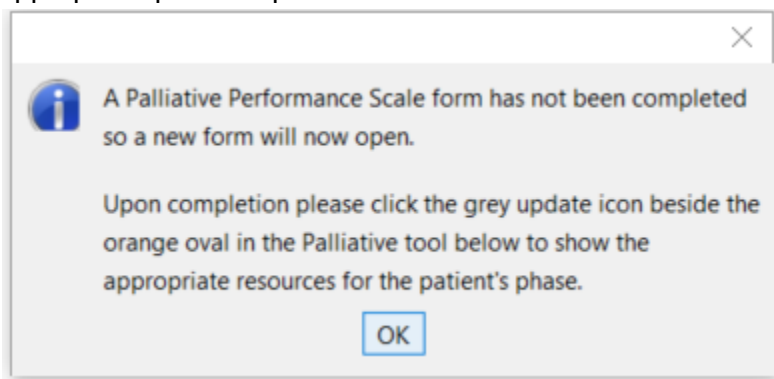 A Palliative Performance Scale form has not been completed
so a new form will now open.
Upon completion please click the grey update icon beside the
orange oval in the Palliative tool below to show the
appropriate resources for the patient's phase.
OK